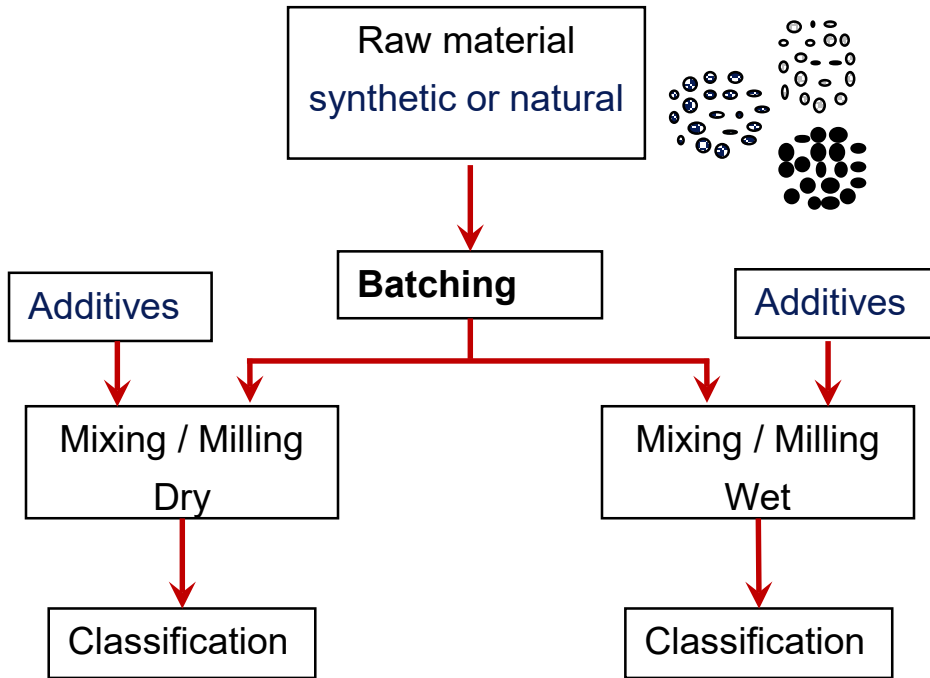 Raw material
synthetic or natural
Batching
Additives
Additives
Mixing / Milling
Dry
Mixing / Milling
Wet
Classification
Classification